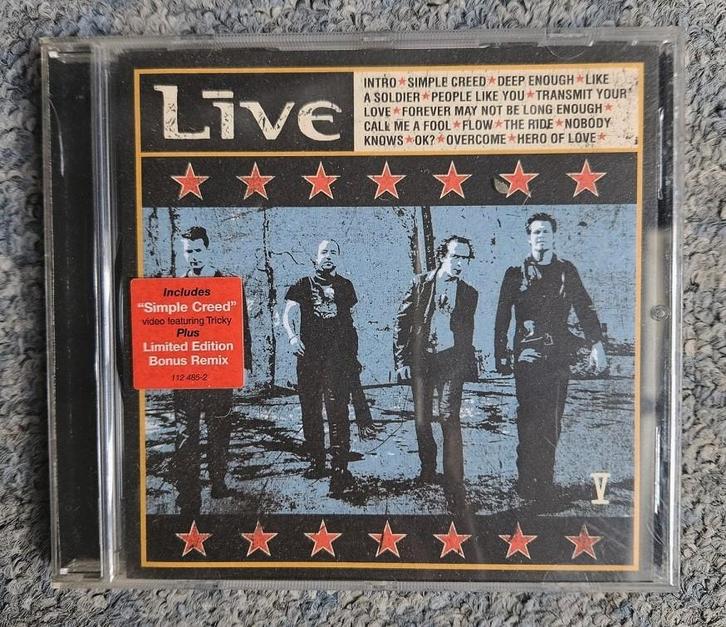 Līve
INTRO★SIMPLE CREED★DEEP ENOUGH★LIKE
A SOLDIER★PEOPLE LIKE YOU★TRANSMIT YOUR
LOVE★FOREVER MAY NOT BE LONG ENOUGH★
CALL ME A FOOL★FLOW★THE RIDE★NOBODY
KNOWS★OK?★OVERCOME★HERO OF LOVE★
Includes
"Simple Creed"
video featuring Tricky
Plus
Limited Edition
Bonus Remix
112 485-2
V